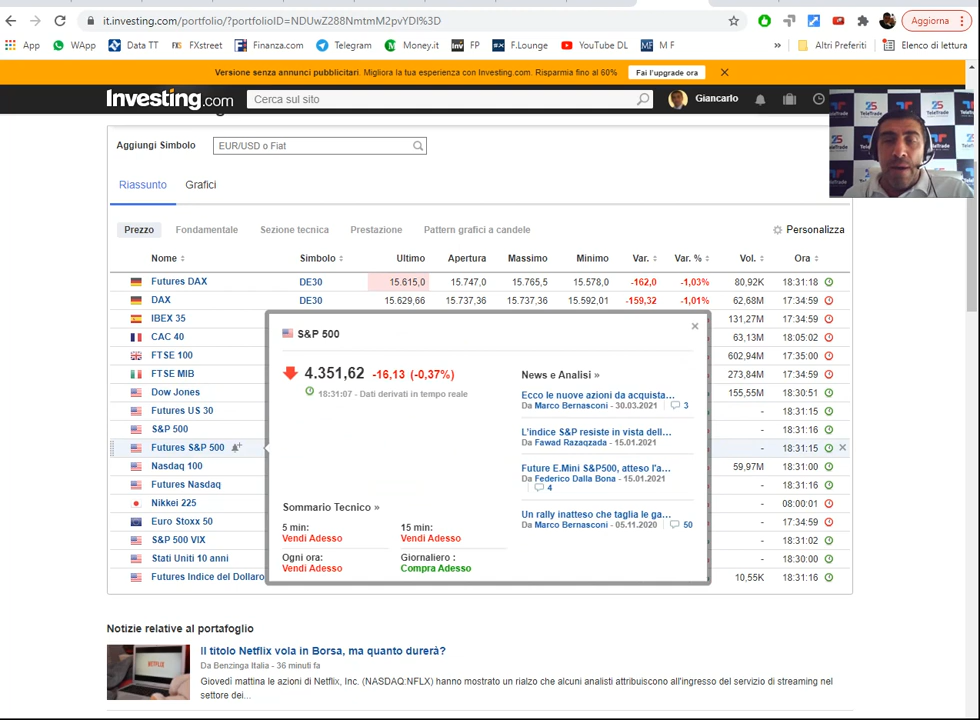 it.investing.com/portfolio/?portfolioID=NDUwZ288NmtmM2pvYDI%3D
Aggiorna
App WApp Data TT FXstreet Finanza.com Telegram Money.it FP F.Lounge YouTube DL M F » Altri Preferiti Elenco di lettura
Versione senza annunci pubblicitari. Migliora la tua esperienza con Investing.com. Risparmia fino al 60% Fai l'upgrade ora
Investing.com Cerca sul sito Giancarlo
Aggiungi Simbolo EUR/USD o Fiat
Riassunto Grafici
Prezzo Fondamentale Sezione tecnica Prestazione Pattern grafici a candele Personalizza
Nome Simbolo Ultimo Apertura Massimo Minimo Var. Var. % Vol. Ora
Futures DAX DE30 15.615,0 15.747,0 15.765,5 15.578,0 -162,0 -1,03% 80,92K 18:31:18
DAX DE30 15.629,66 15.737,36 15.737,36 15.592,01 -159,32 -1,01% 62,68M 17:34:59
IBEX 35 131,27M 17:34:59
CAC 40 63,13M 18:05:02
FTSE 100 602,94M 17:35:00
FTSE MIB 273,84M 17:34:59
Dow Jones 155,55M 18:30:51
Futures US 30 - 18:31:15
S&P 500 - 18:31:16
Futures S&P 500 - 18:31:15
Nasdaq 100 59,97M 18:31:00
Futures Nasdaq - 18:31:16
Nikkei 225 - 08:00:01
Euro Stoxx 50 - 17:34:59
S&P 500 VIX - 18:31:02
Stati Uniti 10 anni - 18:30:00
Futures Indice del Dollaro 10,55K 18:31:16
S&P 500
4.351,62 -16,13 (-0,37%)
18:31:07 - Dati derivati in tempo reale
Sommario Tecnico »
5 min: 15 min:
Vendi Adesso Vendi Adesso
Ogni ora: Giornaliero :
Vendi Adesso Compra Adesso
News e Analisi »
Ecco le nuove azioni da acquista...
Da Marco Bernasconi - 30.03.2021 3
L'indice S&P resiste in vista dell...
Da Fawad Razaqzada - 15.01.2021
Future E.Mini S&P500, atteso l'a...
Da Federico Dalla Bona - 15.01.2021
4
Un rally inatteso che taglia le ga...
Da Marco Bernasconi - 05.11.2020 50
Notizie relative al portafoglio
NETFLIX
Il titolo Netflix vola in Borsa, ma quanto durerà?
Da Benzinga Italia - 36 minuti fa
Giovedì mattina le azioni di Netflix, Inc. (NASDAQ:NFLX) hanno mostrato un rialzo che alcuni analisti attribuiscono all'ingresso del servizio di streaming nel
settore dei...